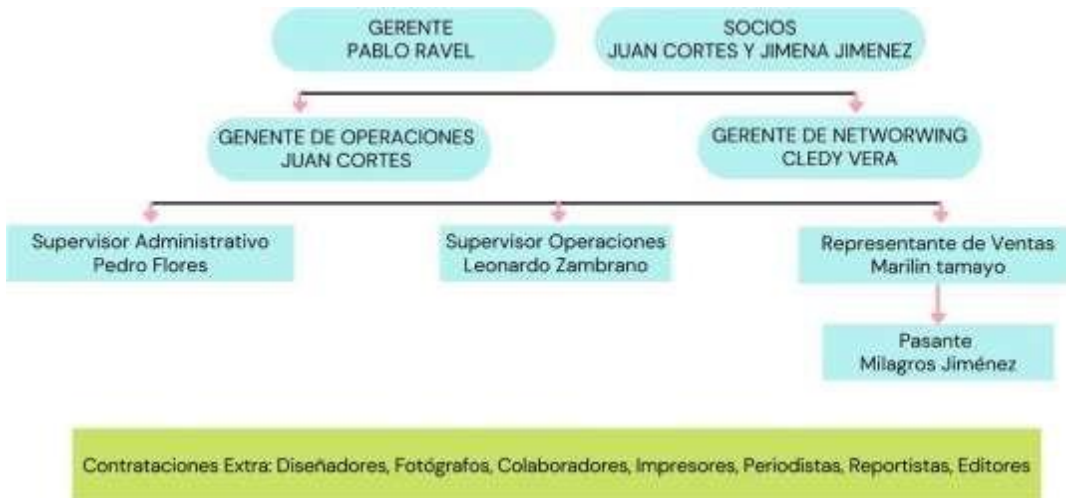 GERENTE
PABLO RAVEL
SOCIOS
JUAN CORTES Y JIMENA JIMENEZ
GENENTE DE OPERACIONES
JUAN CORTES
GERENTE DE NETWORWING
CLEDY VERA
Supervisor Administrativo
Pedro Flores
Supervisor Operaciones
Leonardo Zambrano
Representante de Ventas
Marilin tamayo
Pasante
Milagros Jiménez
Contrataciones Extra: Diseñadores, Fotógrafos, Colaboradores, Impresores, Periodistas, Reportistas, Editores